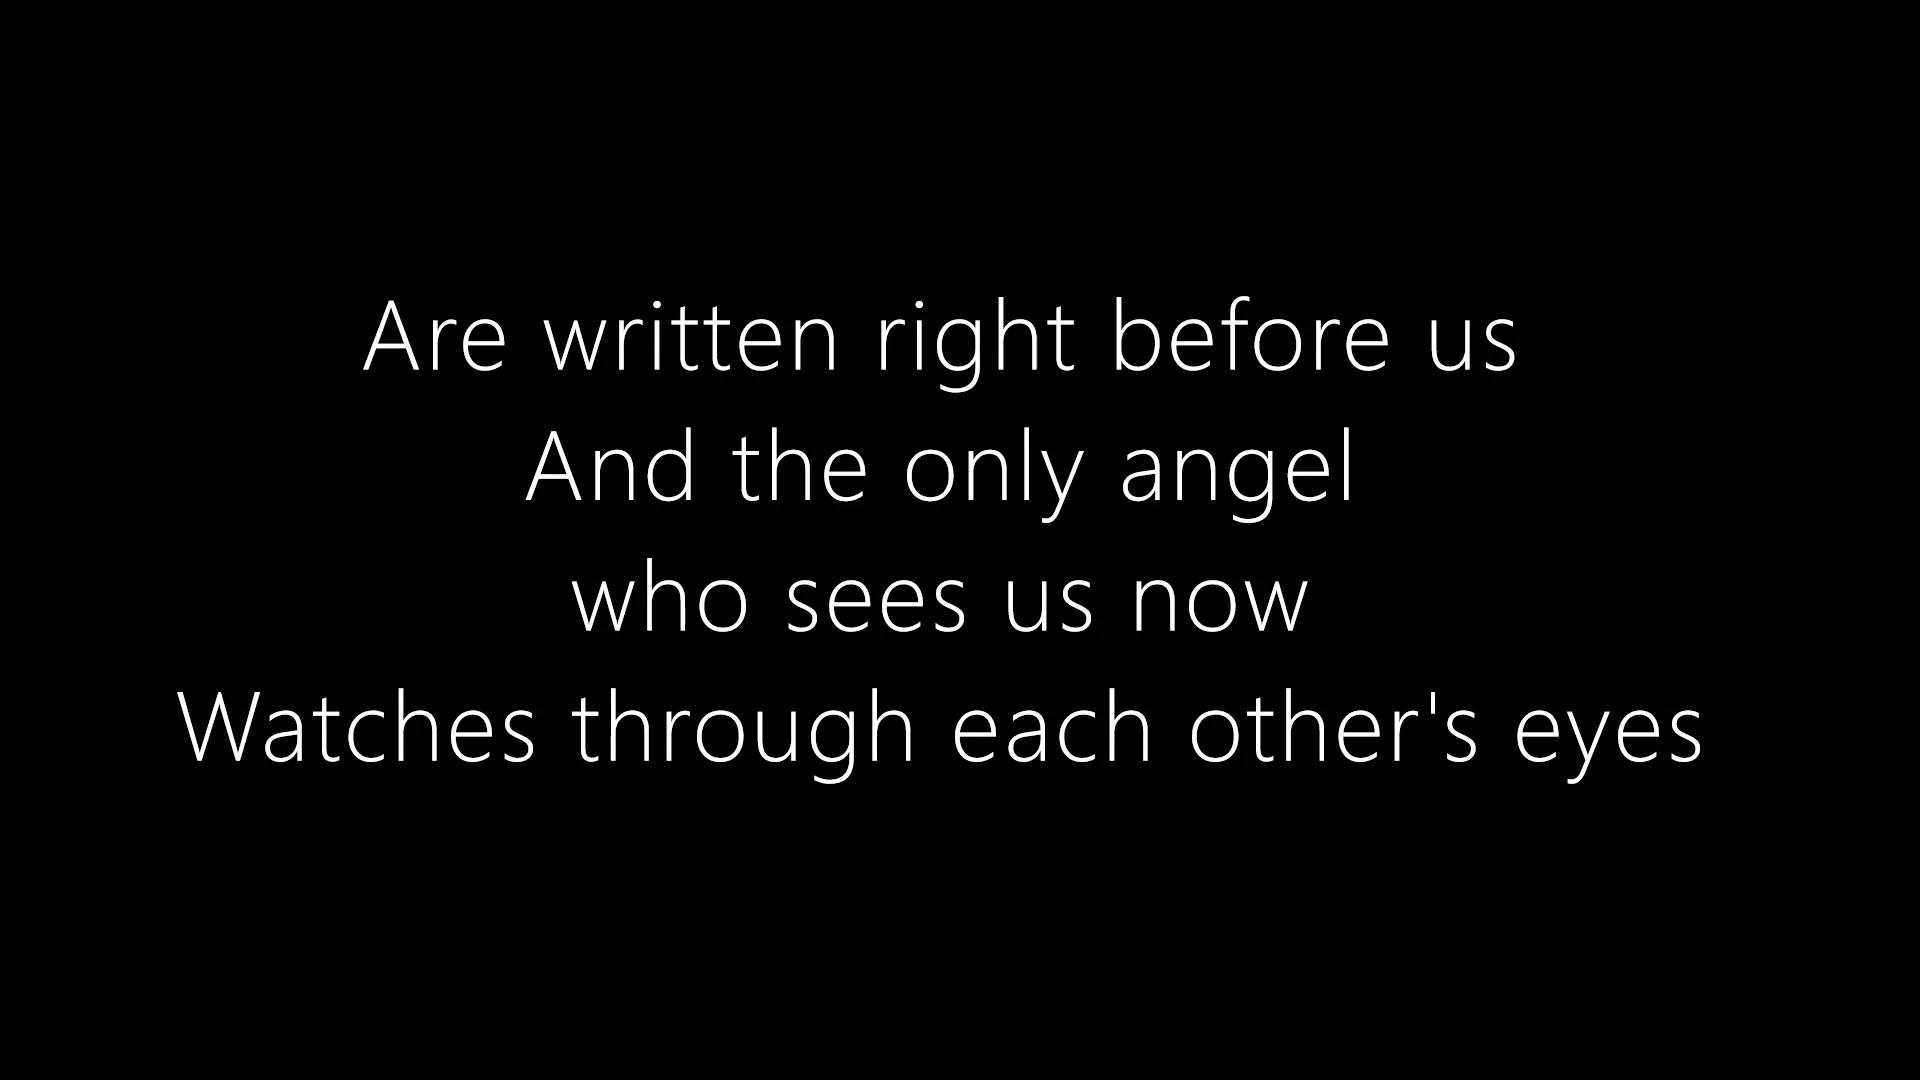 Are written right before us
And the only angel
who sees us now
Watches through each other's eyes